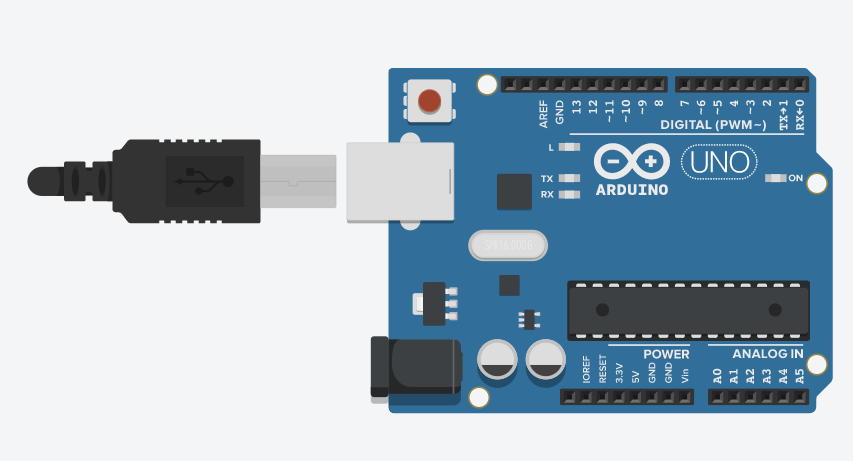 AREF
GND
13
12
~11
~10
~9
8
7
~6
~5
4
~3
2
TX→1
RX←0
DIGITAL (PWM~)
L
TX
RX
ARDUINO
UNO
ON
POWER
ANALOG IN
IOREF
RESET
3.3V
5V
GND
GND
Vin
A0
A1
A2
A3
A4
A5